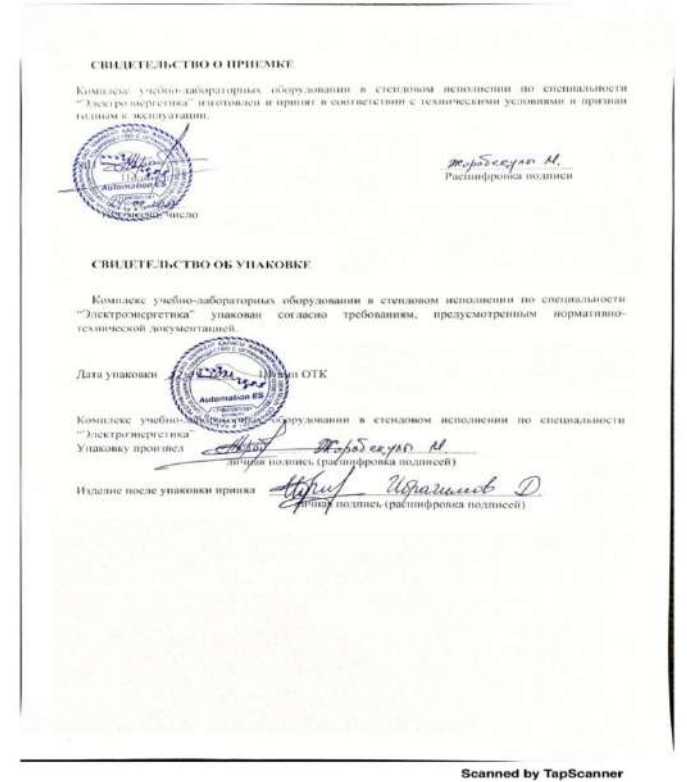 СВИДЕТЕЛЬСТВО О ПРИЕМКЕ
Комплекс учебно-лабораторных оборудовании в стендовом исполнении по специальности
“Электроэнергетика” изготовлен и принят в соответствии с техническими условиями и признан
годным к эксплуатации.
Automation ES
Жорабекулы М.
Расшифровка подписи
число
СВИДЕТЕЛЬСТВО ОБ УПАКОВКЕ
Комплекс учебно-лабораторных оборудовании в стендовом исполнении по специальности
“Электроэнергетика” упакован согласно требованиям, предусмотренным нормативно-
технической документацией.
Дата упаковки ОТК
Automation ES
Комплекс учебно-лабораторных оборудовании в стендовом исполнении по специальности
“Электроэнергетика”
Упаковку произвел Жорабекулы М.
личная подпись (расшифровка подписей)
Изделие после упаковки принял Ибрагимов Д.
личная подпись (расшифровка подписей)
Scanned by TapScanner